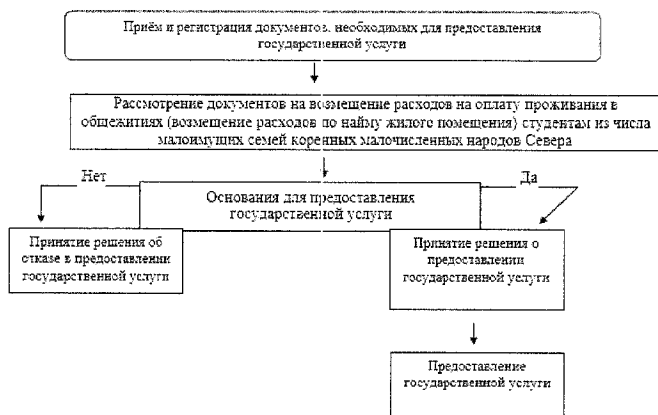 Приём и регистрация документов, необходимых для предоставления
государственной услуги
Рассмотрение документов на возмещение расходов на оплату проживания в
общежитиях (возмещение расходов по найму жилого помещения) студентам из числа
малоимущих семей коренных малочисленных народов Севера
Нет
Да
Основания для предоставления
государственной услуги
Принятие решения об
отказе в предоставлении
государственной услуги
Принятие решения о
предоставлении
государственной услуги
Предоставление
государственной услуги